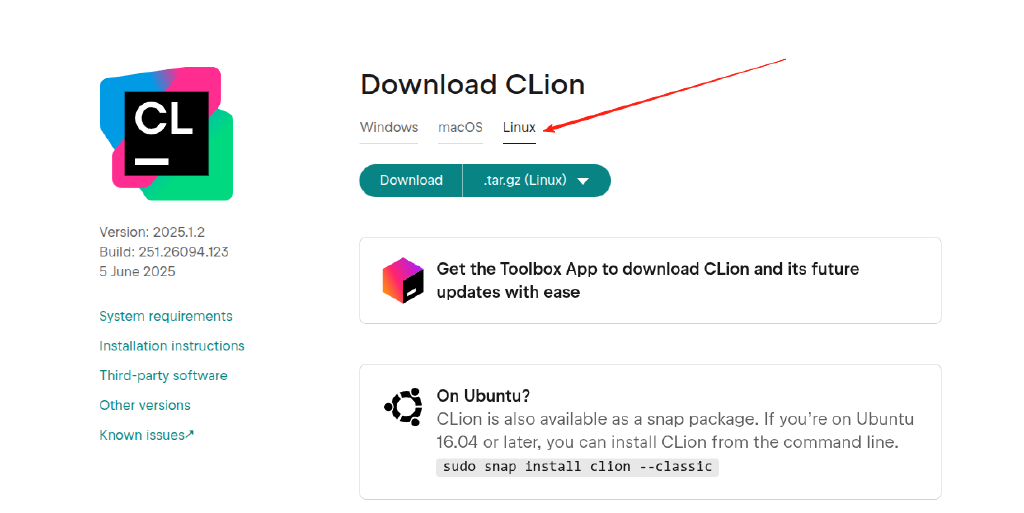 Download CLion
Windows macOS Linux
Download .tar.gz (Linux)
CL
Version: 2025.1.2
Build: 251.26094.123
5 June 2025
System requirements
Installation instructions
Third-party software
Other versions
Known issues↗
Get the Toolbox App to download CLion and its future
updates with ease
On Ubuntu?
CLion is also available as a snap package. If you’re on Ubuntu
16.04 or later, you can install CLion from the command line.
sudo snap install clion --classic